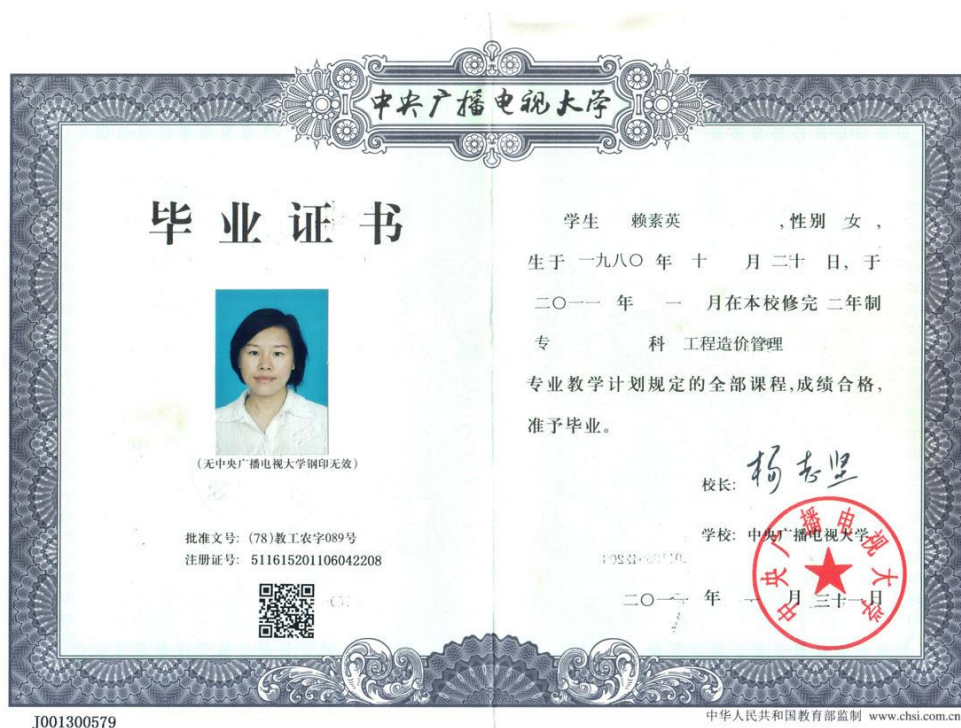 中央广播电视大学
毕业证书
(无中央广播电视大学钢印无效)
批准文号: (78)教工农字089号
注册证号: 511615201106042208
学生 赖素英 ,性别 女 ,
生于 一九八〇 年 十 月 二十 日, 于
二〇一一 年 一 月在本校修完 二年制
专 科 工程造价管理
专业教学计划规定的全部课程,成绩合格,
准予毕业。
校长: 杨志坚
学校: 中央广播电视大学
中央广播电视大学
二〇一一 年 一 月 三十一日
J001300579
中华人民共和国教育部监制 www.chsi.com.cn